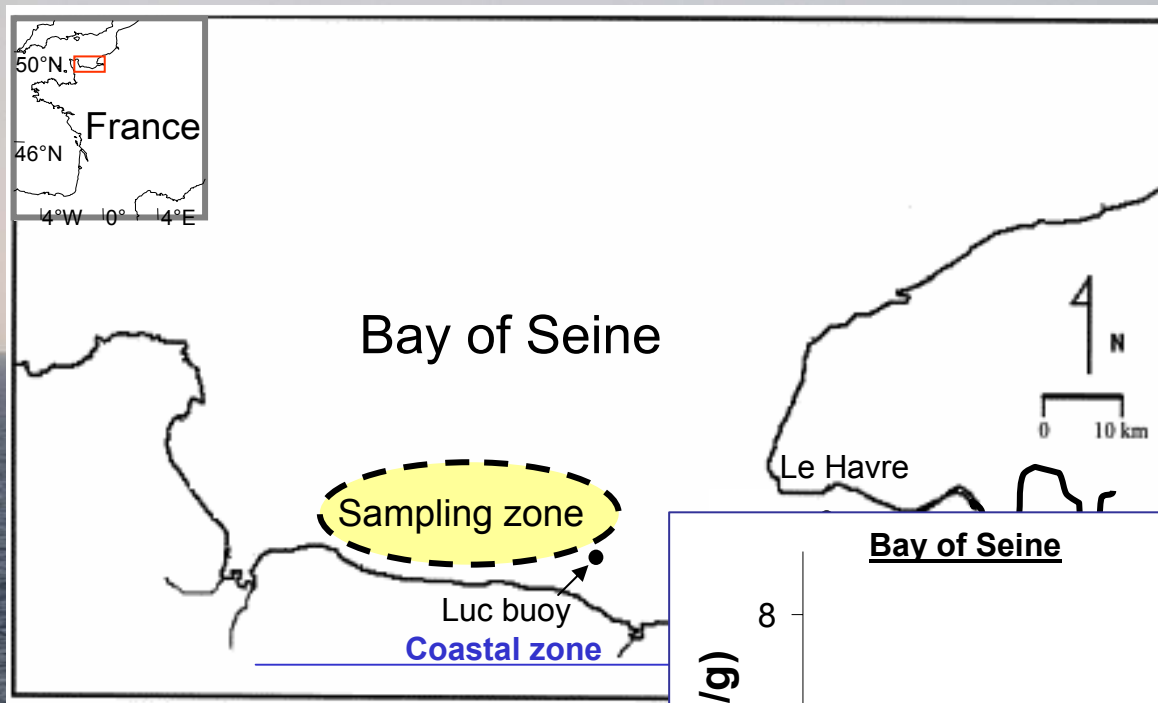 50°N
France
46°N
4°W 0° 4°E
Bay of Seine
N
0 10 km
Le Havre
Sampling zone
Luc buoy
Coastal zone
Bay of Seine
8
/g)